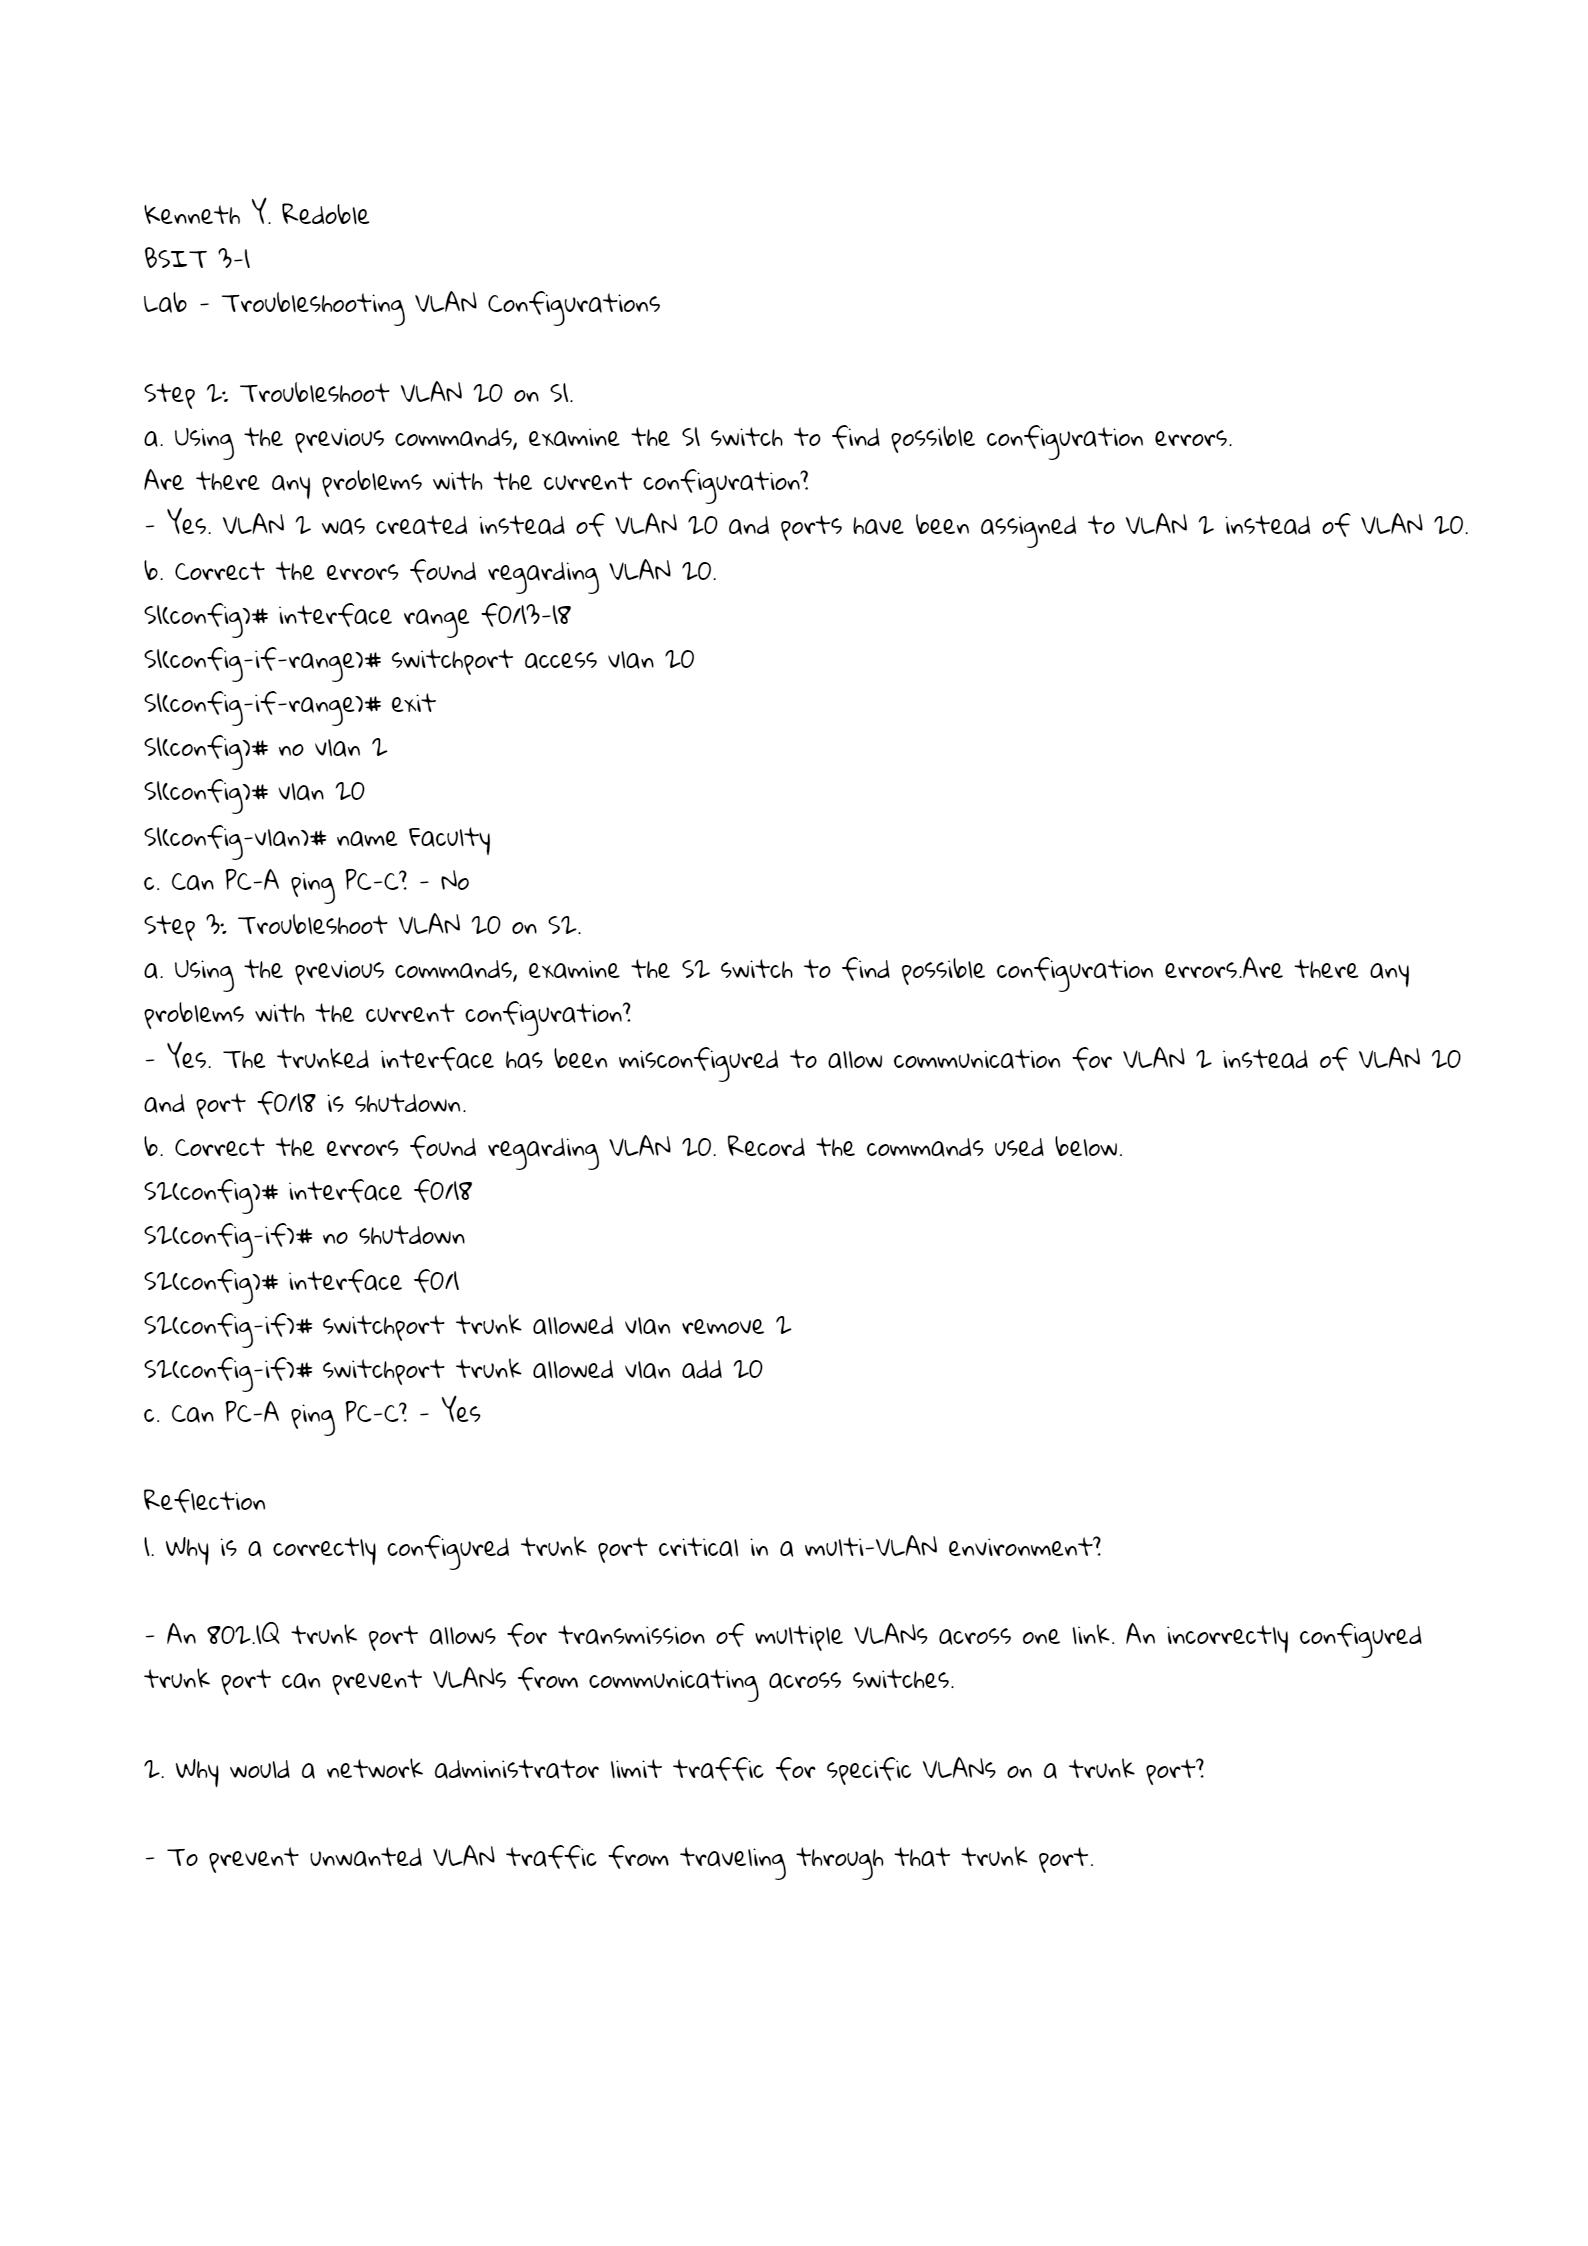 Kenneth Y. Redoble
BSIT 3-1
Lab - Troubleshooting VLAN Configurations
Step 2: Troubleshoot VLAN 20 on S1.
a. Using the previous commands, examine the S1 switch to find possible configuration errors.
Are there any problems with the current configuration?
- Yes. VLAN 2 was created instead of VLAN 20 and ports have been assigned to VLAN 2 instead of VLAN 20.
b. Correct the errors found regarding VLAN 20.
S1(config)# interface range f0/13-18
S1(config-if-range)# switchport access vlan 20
S1(config-if-range)# exit
S1(config)# no vlan 2
S1(config)# vlan 20
S1(config-vlan)# name Faculty
c. Can PC-A ping PC-C? - No
Step 3: Troubleshoot VLAN 20 on S2.
a. Using the previous commands, examine the S2 switch to find possible configuration errors.Are there any
problems with the current configuration?
- Yes. The trunked interface has been misconfigured to allow communication for VLAN 2 instead of VLAN 20
and port f0/18 is shutdown.
b. Correct the errors found regarding VLAN 20. Record the commands used below.
S2(config)# interface f0/18
S2(config-if)# no shutdown
S2(config)# interface f0/1
S2(config-if)# switchport trunk allowed vlan remove 2
S2(config-if)# switchport trunk allowed vlan add 20
c. Can PC-A ping PC-C? - Yes
Reflection
1. Why is a correctly configured trunk port critical in a multi-VLAN environment?
- An 802.1Q trunk port allows for transmission of multiple VLANs across one link. An incorrectly configured
trunk port can prevent VLANs from communicating across switches.
2. Why would a network administrator limit traffic for specific VLANs on a trunk port?
- To prevent unwanted VLAN traffic from traveling through that trunk port.